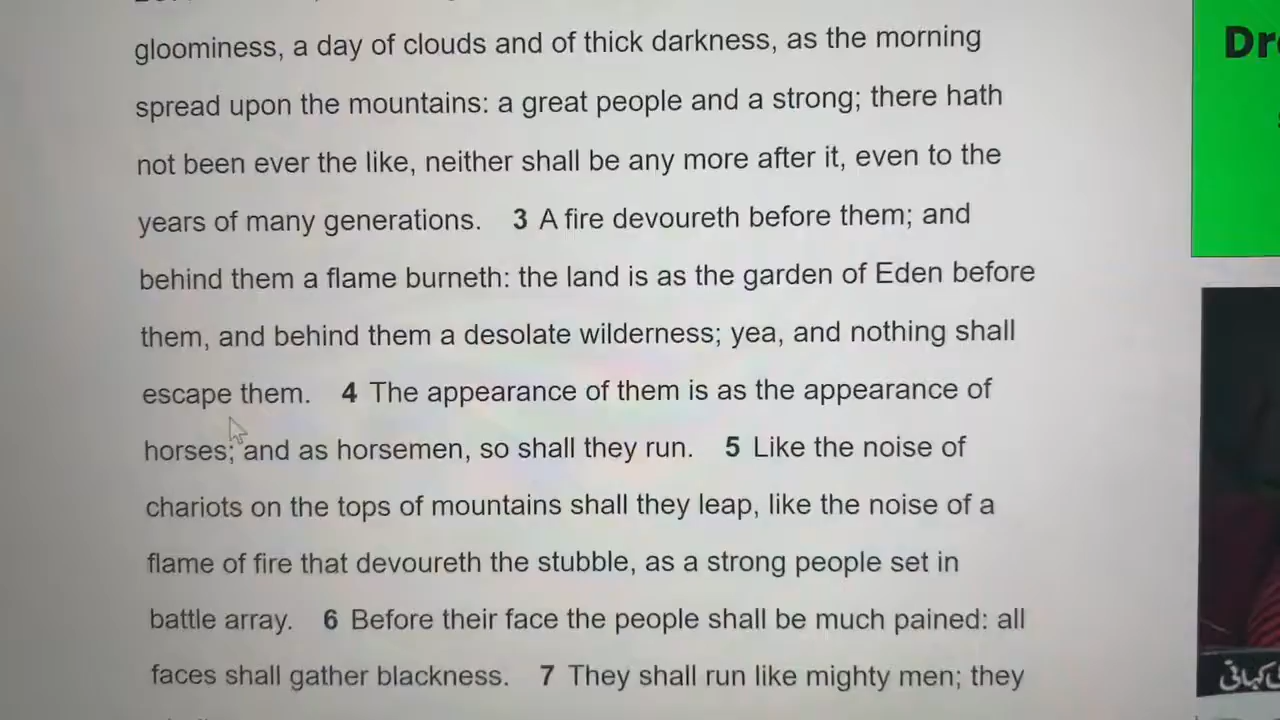 gloominess, a day of clouds and of thick darkness, as the morning
spread upon the mountains: a great people and a strong; there hath
not been ever the like, neither shall be any more after it, even to the
years of many generations. 3 A fire devoureth before them; and
behind them a flame burneth: the land is as the garden of Eden before
them, and behind them a desolate wilderness; yea, and nothing shall
escape them. 4 The appearance of them is as the appearance of
horses; and as horsemen, so shall they run. 5 Like the noise of
chariots on the tops of mountains shall they leap, like the noise of a
flame of fire that devoureth the stubble, as a strong people set in
battle array. 6 Before their face the people shall be much pained: all
faces shall gather blackness. 7 They shall run like mighty men; they